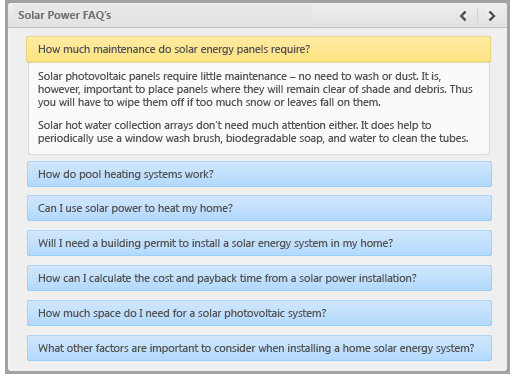 Solar Power FAQ's
How much maintenance do solar energy panels require?
Solar photovoltaic panels require little maintenance – no need to wash or dust. It is,
however, important to place panels where they will remain clear of shade and debris. Thus
you will have to wipe them off if too much snow or leaves fall on them.
Solar hot water collection arrays don't need much attention either. It does help to
periodically use a window wash brush, biodegradable soap, and water to clean the tubes.
How do pool heating systems work?
Can I use solar power to heat my home?
Will I need a building permit to install a solar energy system in my home?
How can I calculate the cost and payback time from a solar power installation?
How much space do I need for a solar photovoltaic system?
What other factors are important to consider when installing a home solar energy system?